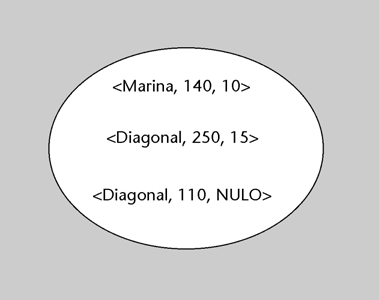 <Marina, 140, 10>
<Diagonal, 250, 15>
<Diagonal, 110, NULO>